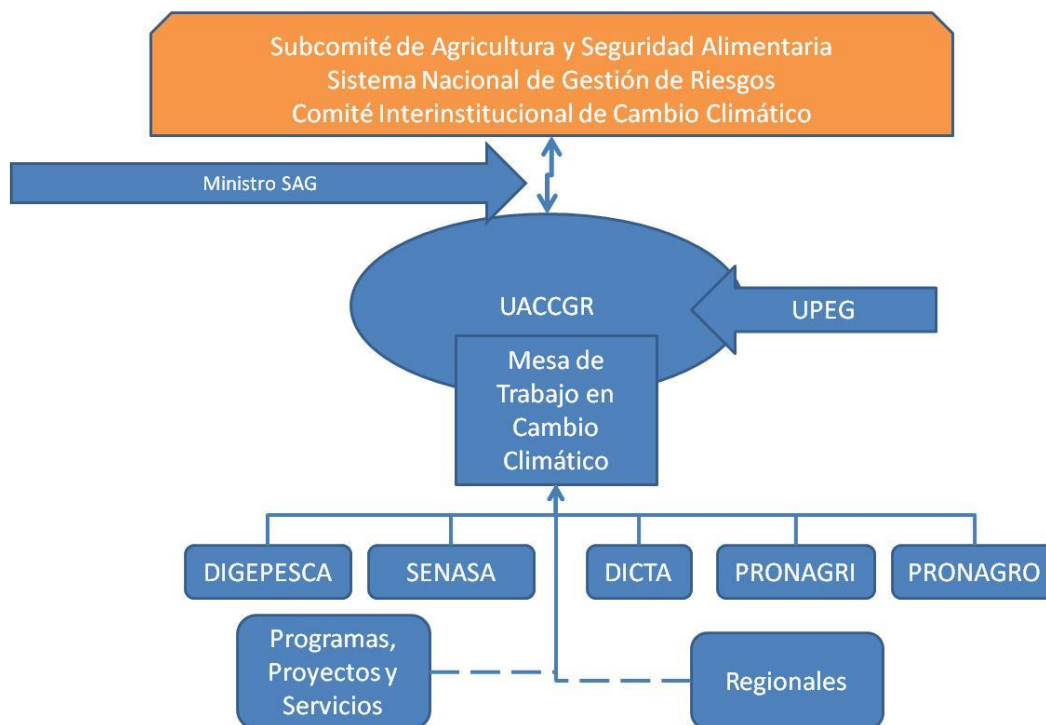 Subcomité de Agricultura y Seguridad Alimentaria
Sistema Nacional de Gestión de Riesgos
Comité Interinstitucional de Cambio Climático
Ministro SAG
UACCGR
UPEG
Mesa de
Trabajo en
Cambio
Climático
DIGEPESCA
SENASA
DICTA
PRONAGRI
PRONAGRO
Programas,
Proyectos y
Servicios
Regionales